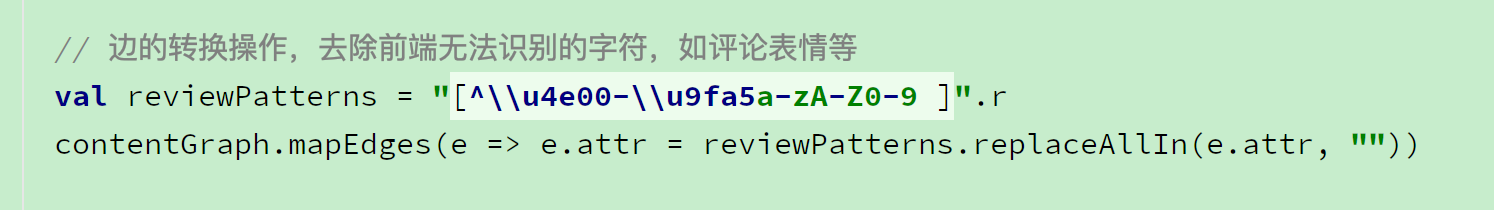 // 边的转换操作，去除前端无法识别的字符，如评论表情等
val reviewPatterns = "[^\\u4e00-\\u9fa5a-zA-Z0-9 ]".r
contentGraph.mapEdges(e => e.attr = reviewPatterns.replaceAllIn(e.attr, ""))